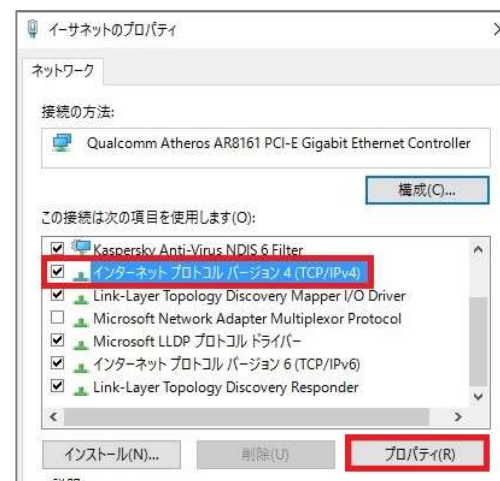 イーサネットのプロパティ
ネットワーク
接続の方法:
Qualcomm Atheros AR8161 PCI-E Gigabit Ethernet Controller
構成(C)...
この接続は次の項目を使用します(O):
Kaspersky Anti-Virus NDIS 6 Filter
インターネット プロトコル バージョン 4 (TCP/IPv4)
Link-Layer Topology Discovery Mapper I/O Driver
Microsoft Network Adapter Multiplexor Protocol
Microsoft LLDP プロトコル ドライバー
インターネット プロトコル バージョン 6 (TCP/IPv6)
Link-Layer Topology Discovery Responder
インストール(N)... 削除(U) プロパティ(R)